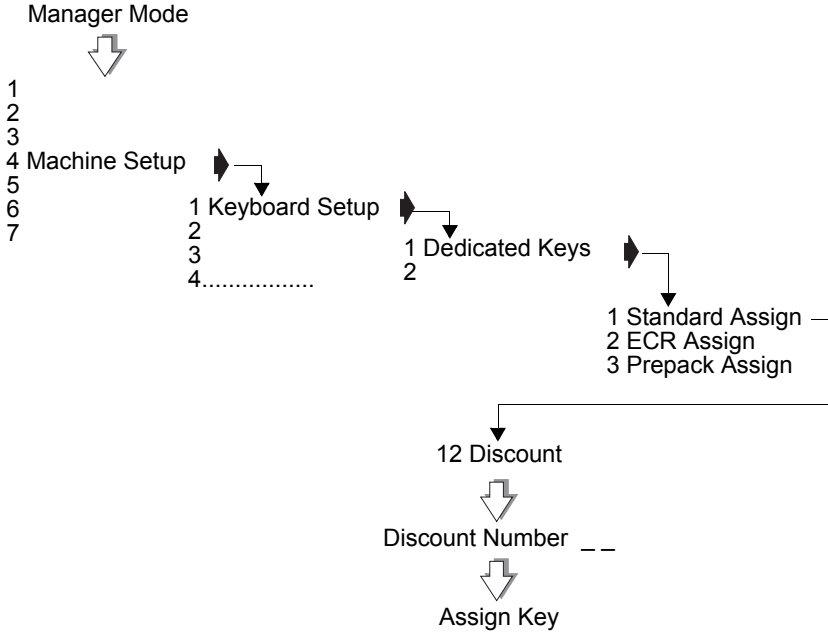 Manager Mode
1
2
3
4 Machine Setup
5
6
7
1 Keyboard Setup
2
3
4.................
1 Dedicated Keys
2
1 Standard Assign
2 ECR Assign
3 Prepack Assign
12 Discount
Discount Number _ _
Assign Key